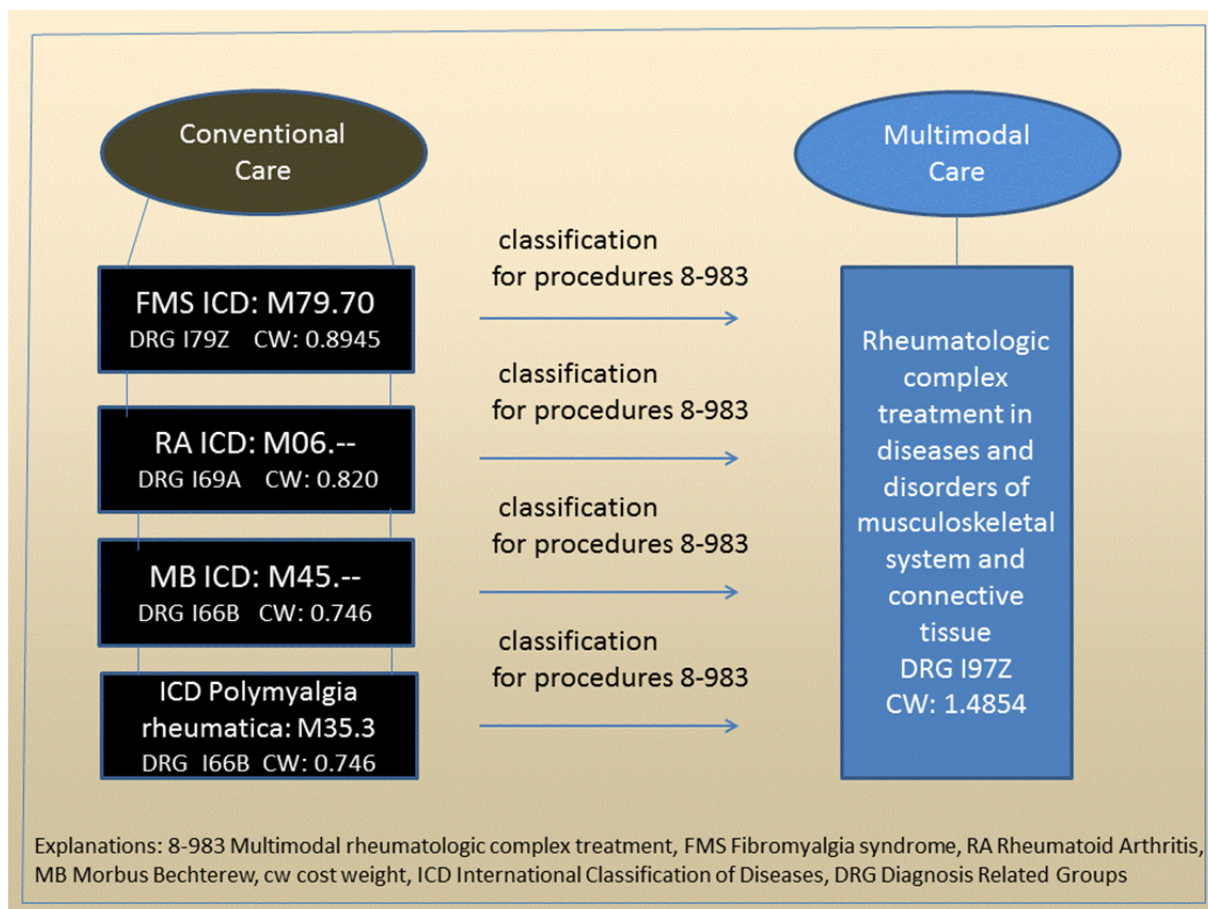 Conventional
Care
Multimodal
Care
FMS ICD: M79.70
DRG I79Z CW: 0.8945
classification
for procedures 8-983
RA ICD: M06.--
DRG I69A CW: 0.820
classification
for procedures 8-983
MB ICD: M45.--
DRG I66B CW: 0.746
classification
for procedures 8-983
ICD Polymyalgia
rheumatica: M35.3
DRG I66B CW: 0.746
classification
for procedures 8-983
Rheumatologic
complex
treatment in
diseases and
disorders of
musculoskeletal
system and
connective
tissue
DRG I97Z
CW: 1.4854
Explanations: 8-983 Multimodal rheumatologic complex treatment, FMS Fibromyalgia syndrome, RA Rheumatoid Arthritis,
MB Morbus Bechterew, cw cost weight, ICD International Classification of Diseases, DRG Diagnosis Related Groups